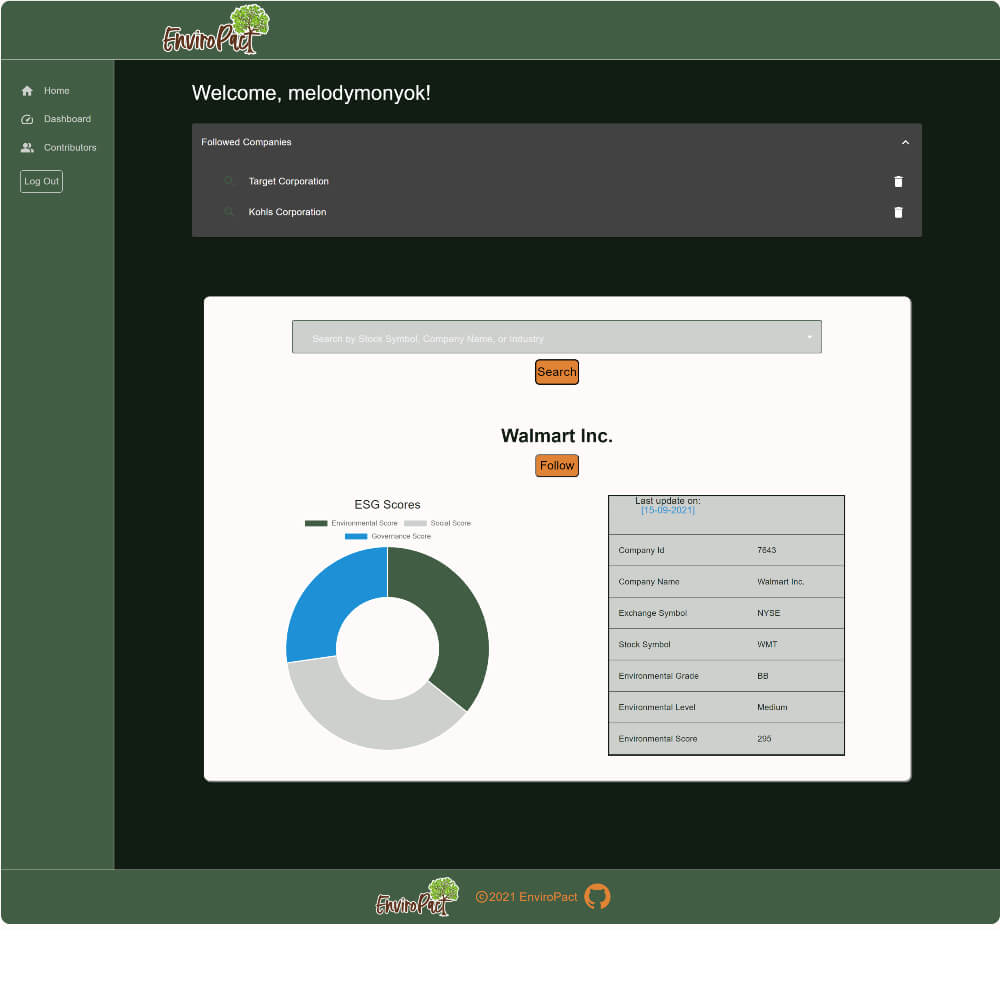 EnviroPact
Home
Dashboard
Contributors
Log Out
Welcome, melodymonyok!
Followed Companies
Target Corporation
Kohls Corporation
Search by Stock Symbol, Company Name, or Industry
Search
Walmart Inc.
Follow
ESG Scores
Environmental Score Social Score
Governance Score
Last update on:
[15-09-2021]
Company Id 7643
Company Name Walmart Inc.
Exchange Symbol NYSE
Stock Symbol WMT
Environmental Grade BB
Environmental Level Medium
Environmental Score 295
EnviroPact
©2021 EnviroPact